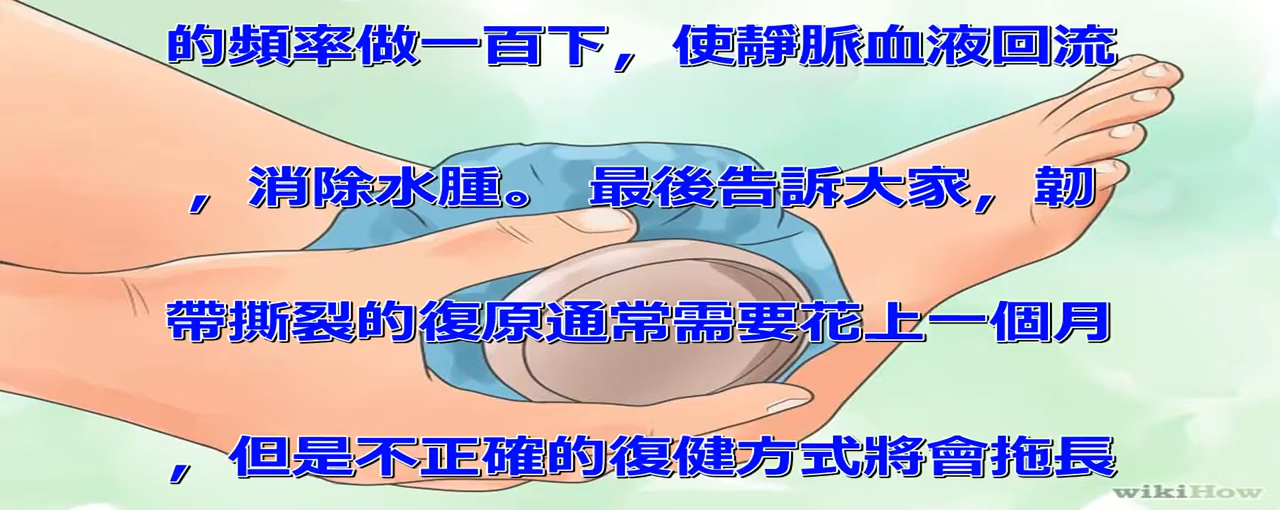 的頻率做一百下，使靜脈血液回流
，消除水腫。 最後告訴大家，韌
帶撕裂的復原通常需要花上一個月
，但是不正確的復健方式將會拖長
wikiHow